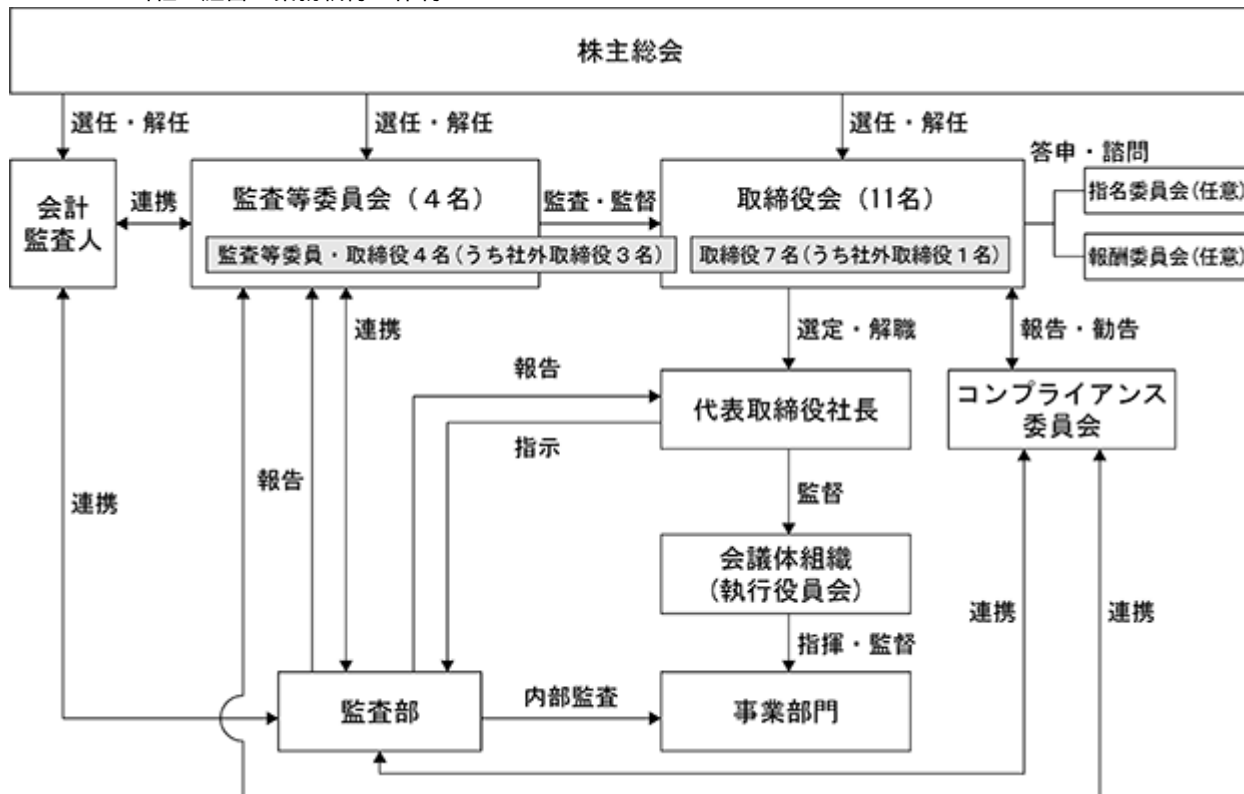 株主総会
選任・解任
選任・解任
選任・解任
答申・諮問
会計
監査人
連携
監査等委員会（４名）
監査・監督
取締役会（11名）
指名委員会(任意)
監査等委員・取締役４名(うち社外取締役３名)
取締役７名(うち社外取締役１名)
報酬委員会(任意)
連携
選定・解職
報告・勧告
報告
代表取締役社長
コンプライアンス
委員会
指示
報告
連携
監督
会議体組織
(執行役員会)
連携
連携
指揮・監督
監査部
内部監査
事業部門